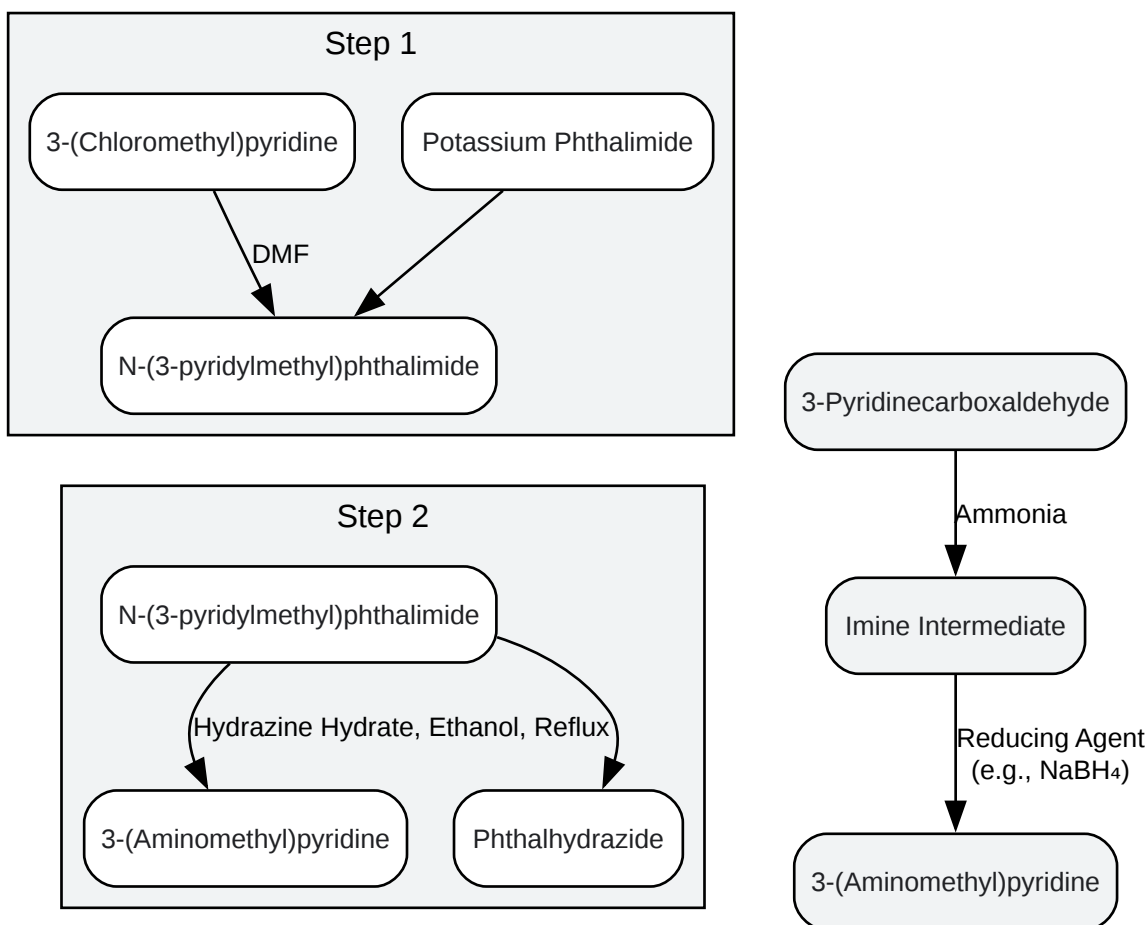 Step 1
3-(Chloromethyl)pyridine
Potassium Phthalimide
DMF
N-(3-pyridylmethyl)phthalimide
Step 2
N-(3-pyridylmethyl)phthalimide
Hydrazine Hydrate, Ethanol, Reflux
3-(Aminomethyl)pyridine
Phthalhydrazide
3-Pyridinecarboxaldehyde
Ammonia
Imine Intermediate
Reducing Agent
(e.g., NaBH₄)
3-(Aminomethyl)pyridine